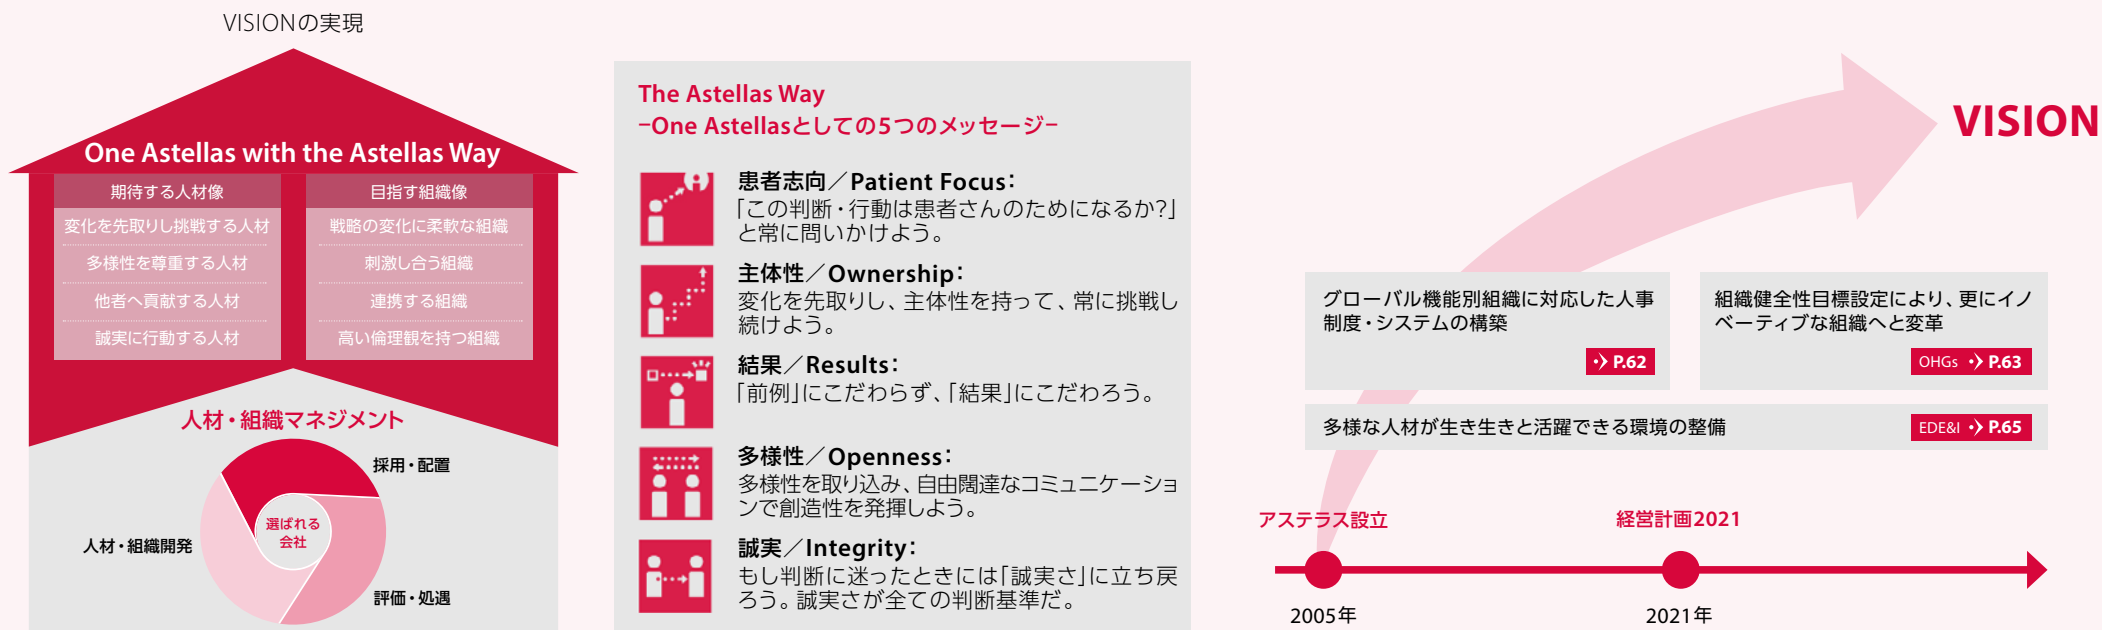 VISIONの実現
One Astellas with the Astellas Way
期待する人材像
変化を先取りし挑戦する人材
多様性を尊重する人材
他者へ貢献する人材
誠実に行動する人材
目指す組織像
戦略の変化に柔軟な組織
刺激し合う組織
連携する組織
高い倫理観を持つ組織
人材・組織マネジメント
採用・配置
選ばれる
会社
人材・組織開発
評価・処遇
The Astellas Way
−One Astellasとしての5つのメッセージ−
患者志向／Patient Focus：
「この判断・行動は患者さんのためになるか?」
と常に問いかけよう。
主体性／Ownership：
変化を先取りし、主体性を持って、常に挑戦し
続けよう。
結果／Results：
「前例」にこだわらず、「結果」にこだわろう。
多様性／Openness：
多様性を取り込み、自由闊達なコミュニケーショ
ンで創造性を発揮しよう。
誠実／Integrity：
もし判断に迷ったときには「誠実さ」に立ち戻
ろう。誠実さが全ての判断基準だ。
VISION
グローバル機能別組織に対応した人事
制度・システムの構築
P.62
組織健全性目標設定により、更にイノ
ベーティブな組織へと変革
OHGs P.63
多様な人材が生き生きと活躍できる環境の整備
EDE&I P.65
アステラス設立
経営計画2021
2005年
2021年